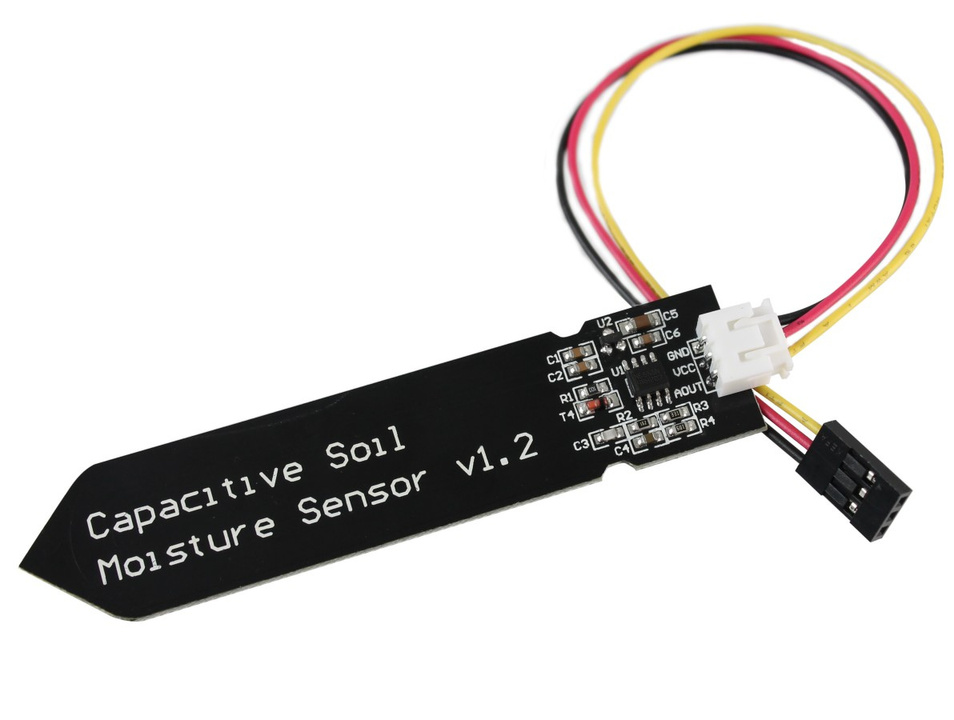 Capacitive Soil
Moisture Sensor v1.2
U2
C5
C6
C1
C2
U1
GND
VCC
AOUT
R1
T4
R2
R3
C3
C4
R4